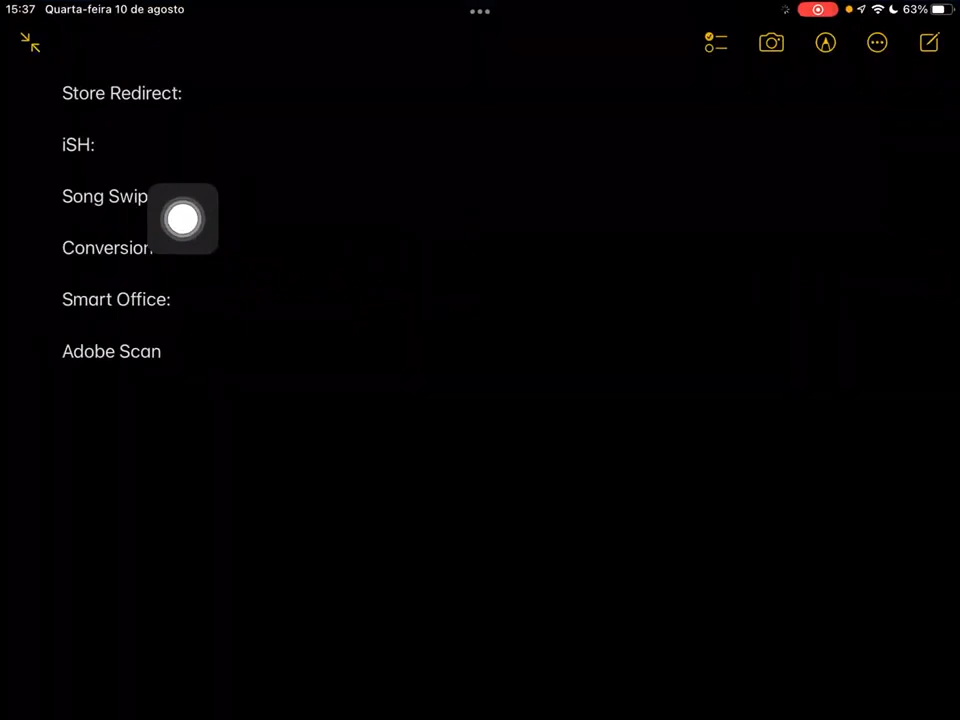 15:37 Quarta-feira 10 de agosto
63%
Store Redirect:
iSH:
Song Swip
Conversion
Smart Office:
Adobe Scan